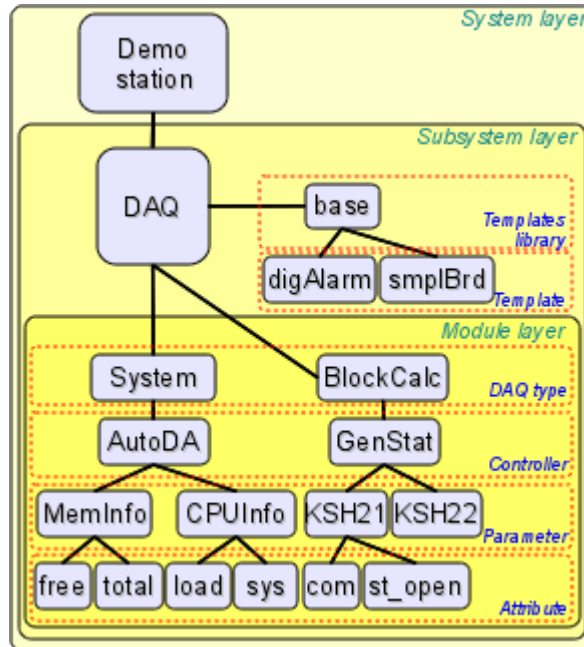 System layer
Demo
station
Subsystem layer
DAQ
base
Templates
library
digAlarm smplBrd
Template
Module layer
System BlockCalc
DAQ type
AutoDA GenStat
Controller
MemInfo CPUInfo KSH21 KSH22
Parameter
free total load sys com st_open
Attribute